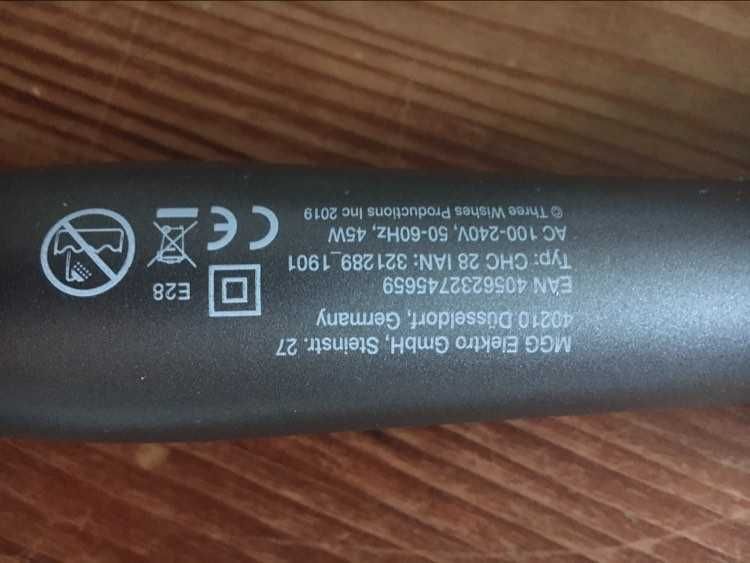 MGG Elektro GmbH, Steinstr. 27
40210 Düsseldorf, Germany
EAN 4056232745659
Typ: CHC 28 IAN: 321289_1901
AC 100-240V, 50-60Hz, 45W
© Three Wishes Productions Inc 2019
E28
CE